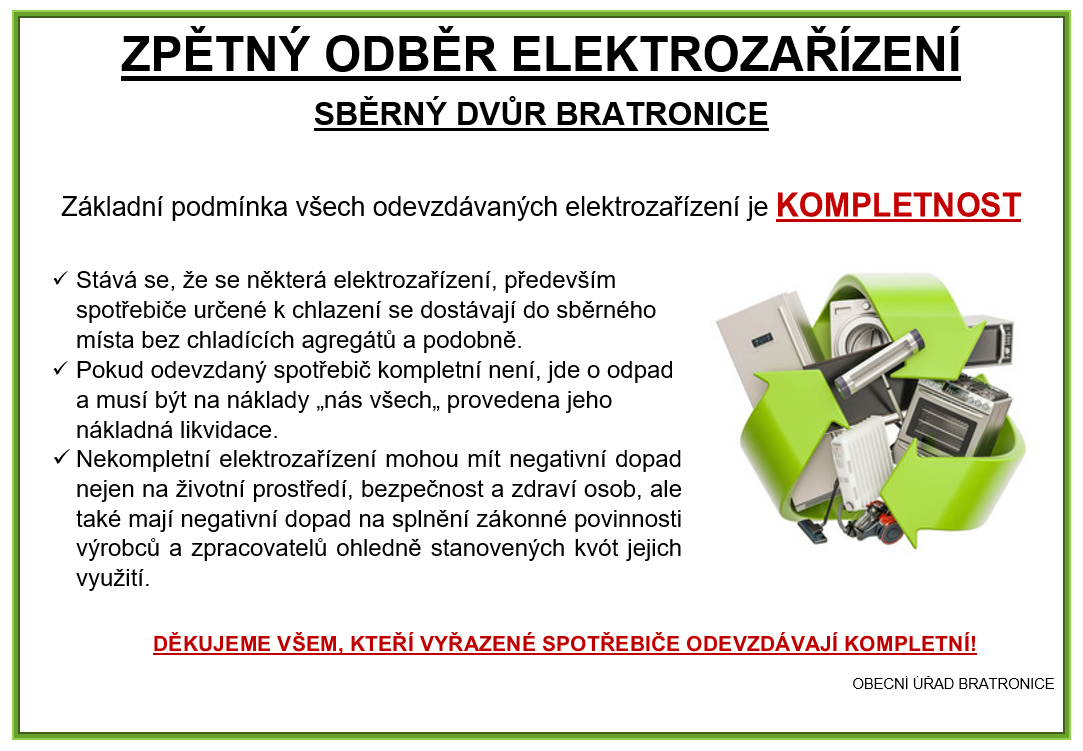 ZPĚTNÝ ODBĚR ELEKTROZAŘÍZENÍ
SBĚRNÝ DVŮR BRATRONICE
Základní podmínka všech odevzdávaných elektrozařízení je KOMPLETNOST
✓ Stává se, že se některá elektrozařízení, především
spotřebiče určené k chlazení se dostávají do sběrného
místa bez chladících agregátů a podobně.
✓ Pokud odevzdaný spotřebič kompletní není, jde o odpad
a musí být na náklady „nás všech„ provedena jeho
nákladná likvidace.
✓ Nekompletní elektrozařízení mohou mít negativní dopad
nejen na životní prostředí, bezpečnost a zdraví osob, ale
také mají negativní dopad na splnění zákonné povinnosti
výrobců a zpracovatelů ohledně stanovených kvót jejich
využití.
DĚKUJEME VŠEM, KTEŘÍ VYŘAZENÉ SPOTŘEBIČE ODEVZDÁVAJÍ KOMPLETNÍ!
OBECNÍ ÚŘAD BRATRONICE